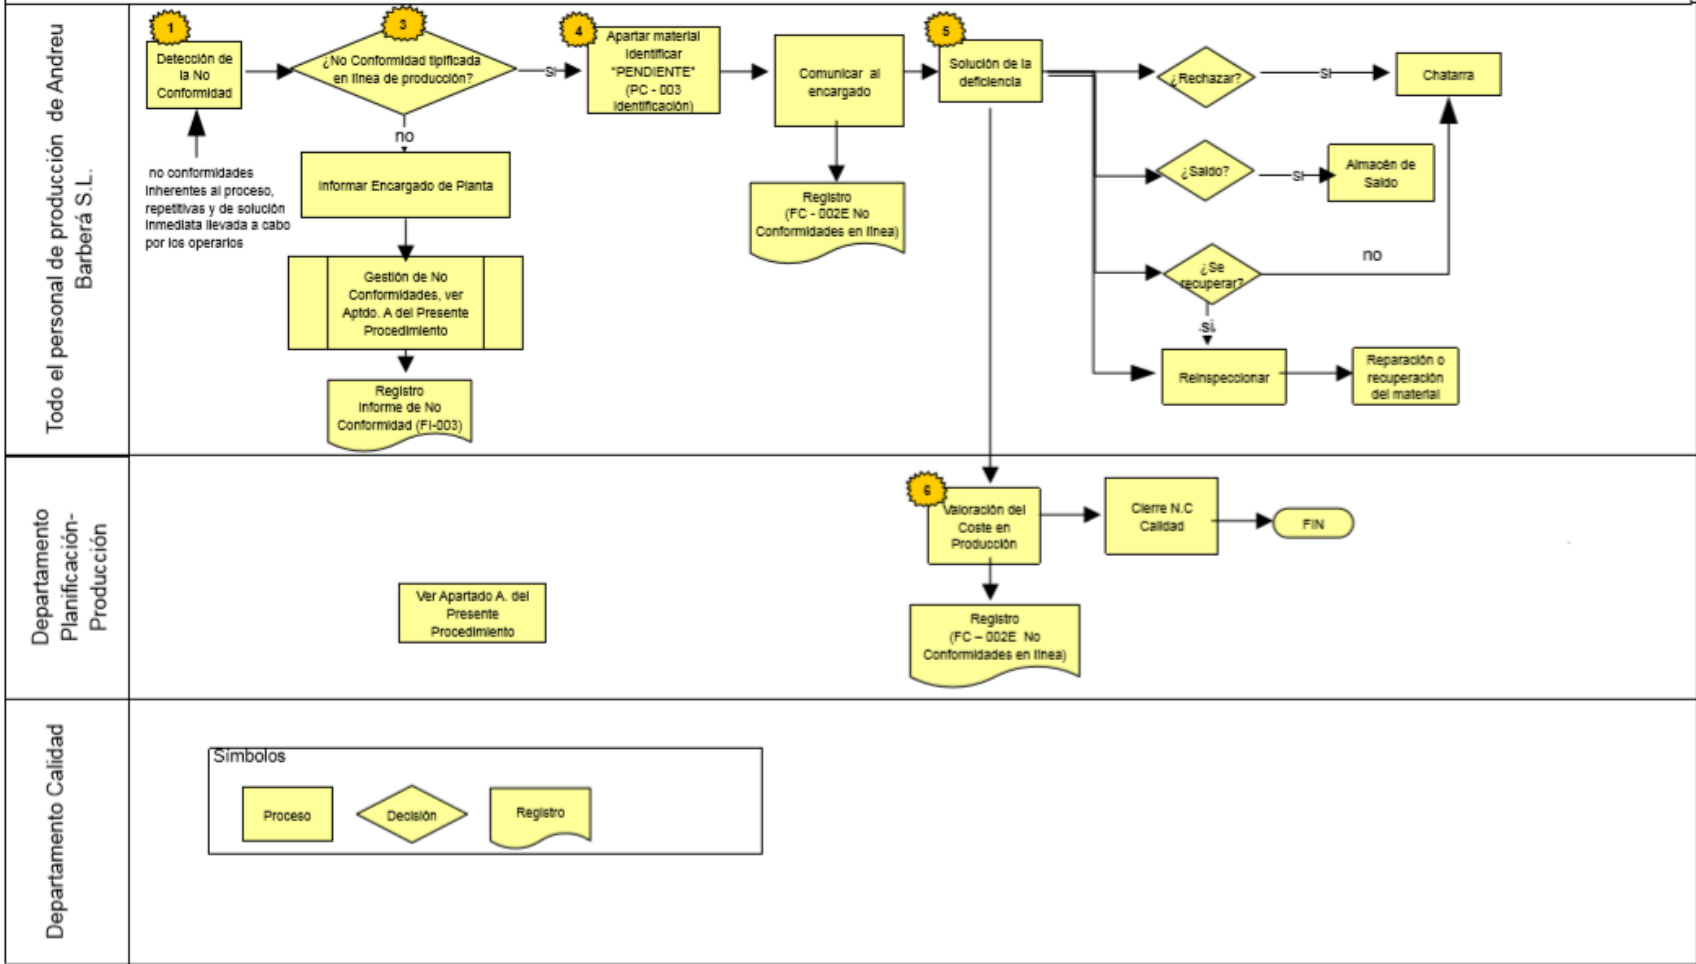 Todo el personal de producción de Andreu
Barberá S.L.
1
Detección de
la No
Conformidad
no conformidades
inherentes al proceso,
repetitivas y de solución
inmediata llevada a cabo
por los operarios
3
¿No Conformidad tipificada
en línea de producción?
SI
no
Informar Encargado de Planta
Gestión de No
Conformidades, ver
Aptdo. A del Presente
Procedimiento
Registro
Informe de No
Conformidad (FI-003)
4
Apartar material
Identificar
"PENDIENTE"
(PC - 003
Identificación)
Comunicar al
encargado
Registro
(FC - 002E No
Conformidades en línea)
5
Solución de la
deficiencia
¿Rechazar?
SI
Chatarra
¿Saldo?
SI
Almacén de
Saldo
¿Se
recuperar?
no
SI
Reinspeccionar
Reparación o
recuperación
del material
Departamento
Planificación-
Producción
Ver Apartado A. del
Presente
Procedimiento
6
Valoración del
Coste en
Producción
Cierre N.C
Calidad
FIN
Registro
(FC – 002E No
Conformidades en línea)
Departamento Calidad
Símbolos
Proceso
Decisión
Registro